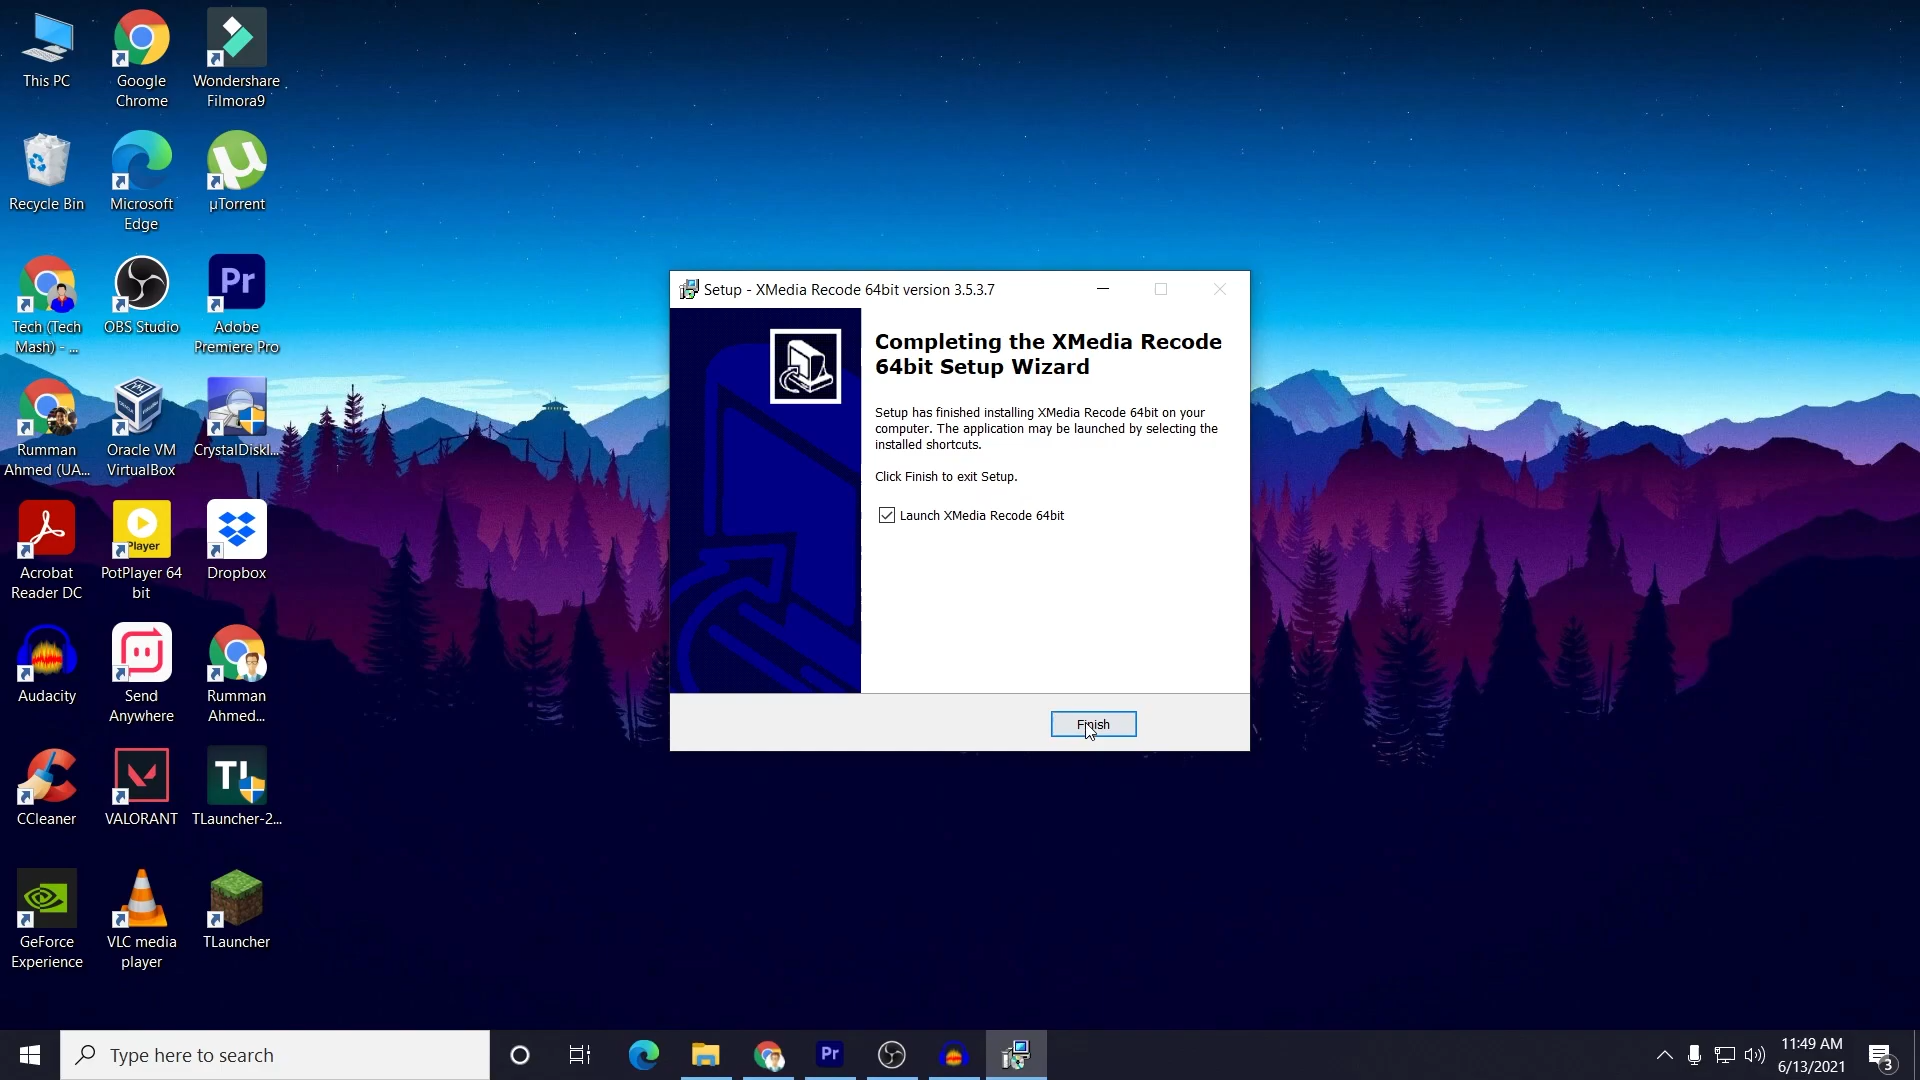 This PC
Google
Chrome
Wondershare
Filmora9
Recycle Bin
Microsoft
Edge
µTorrent
Tech (Tech
Mash) - ...
OBS Studio
Pr
Adobe
Premiere Pro
Rumman
Ahmed (UA...
Oracle VM
VirtualBox
CrystalDiskI...
Acrobat
Reader DC
Player
PotPlayer 64
bit
Dropbox
Audacity
Send
Anywhere
Rumman
Ahmed...
CCleaner
VALORANT
TL
TLauncher-2...
GeForce
Experience
VLC media
player
TLauncher
Setup - XMedia Recode 64bit version 3.5.3.7
Completing the XMedia Recode
64bit Setup Wizard
Setup has finished installing XMedia Recode 64bit on your
computer. The application may be launched by selecting the
installed shortcuts.
Click Finish to exit Setup.
Launch XMedia Recode 64bit
Finish
Type here to search
Pr
11:49 AM
6/13/2021
3